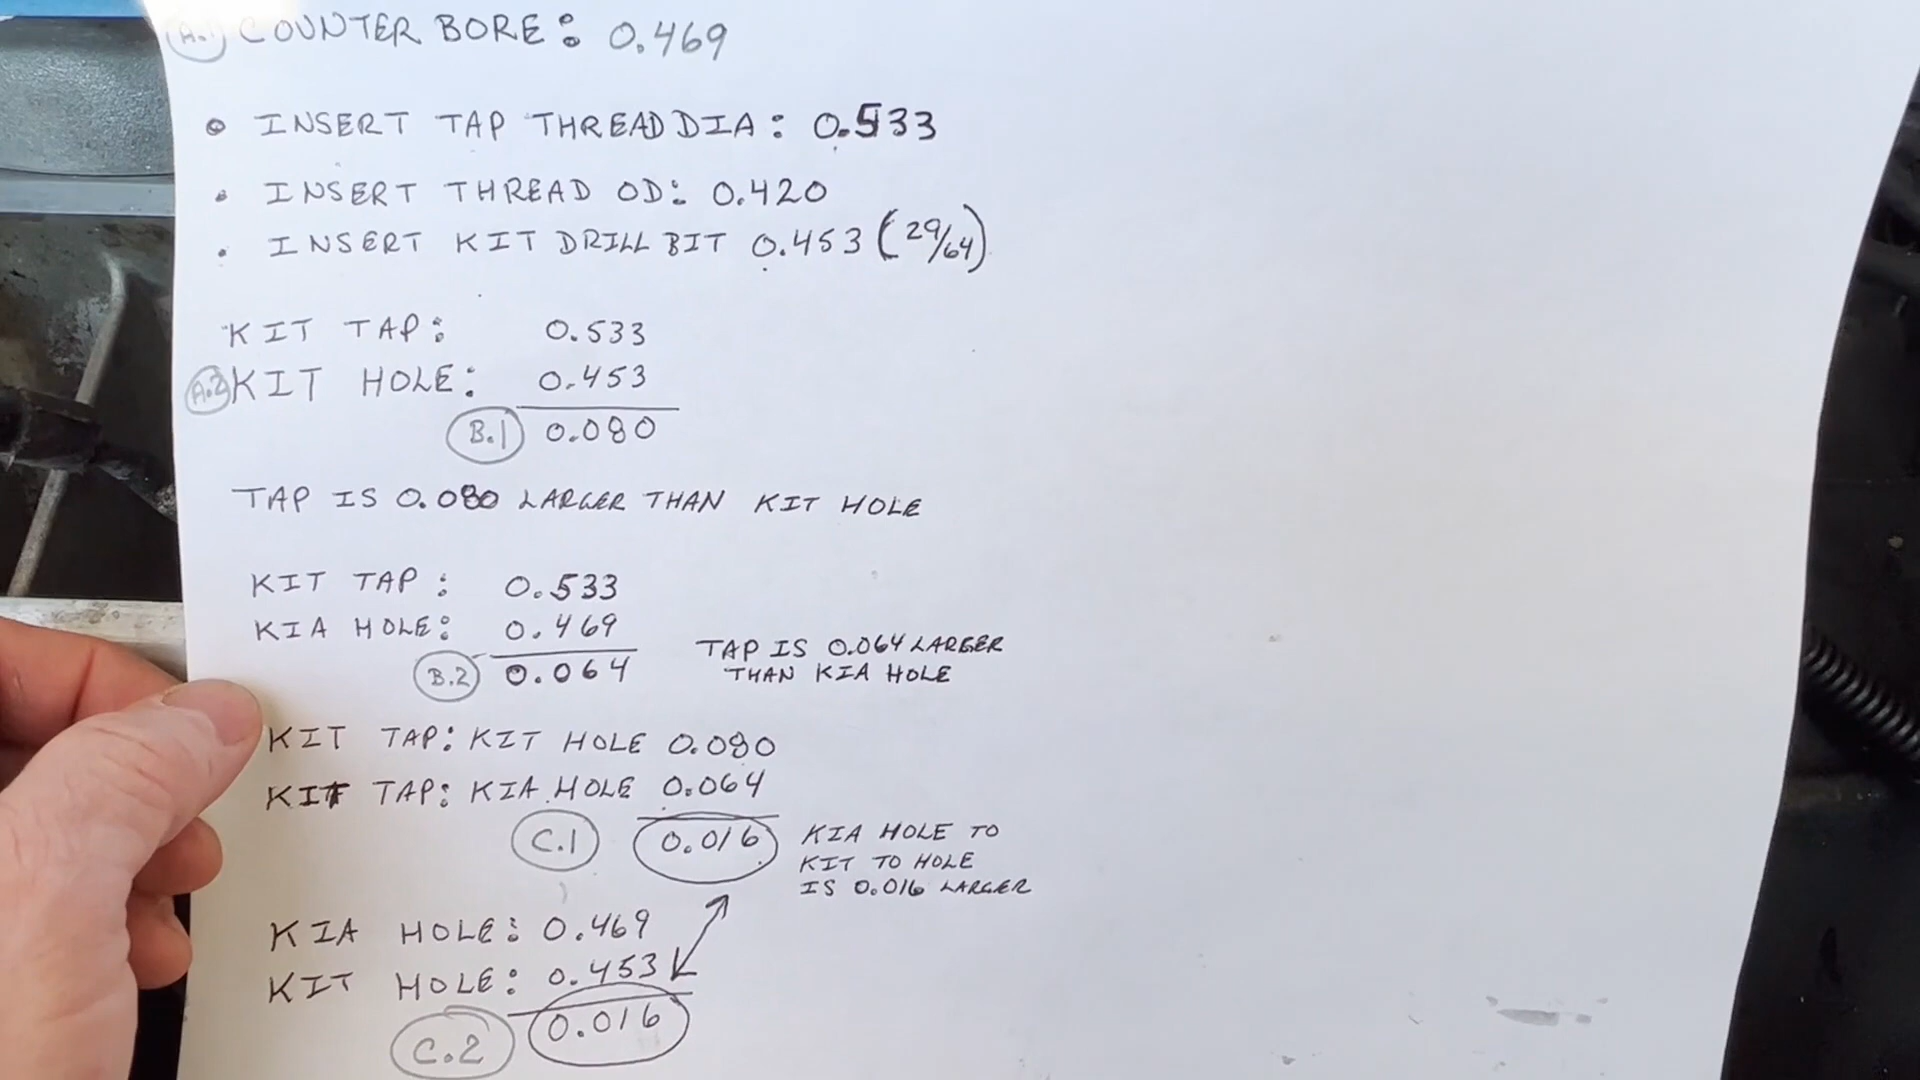 A.1 COUNTER BORE: 0.469
• INSERT TAP THREAD DIA: 0.533
• INSERT THREAD OD: 0.420
• INSERT KIT DRILL BIT 0.453 (29/64)
KIT TAP: 0.533
A.2 KIT HOLE: 0.453
B.1 0.080
TAP IS 0.080 LARGER THAN KIT HOLE
KIT TAP: 0.533
KIA HOLE: 0.469
B.2 0.064
TAP IS 0.064 LARGER
THAN KIA HOLE
KIT TAP: KIT HOLE 0.080
KIT TAP: KIA HOLE 0.064
C.1 0.016
KIA HOLE TO
KIT TO HOLE
IS 0.016 LARGER
KIA HOLE: 0.469
KIT HOLE: 0.453
C.2 0.016